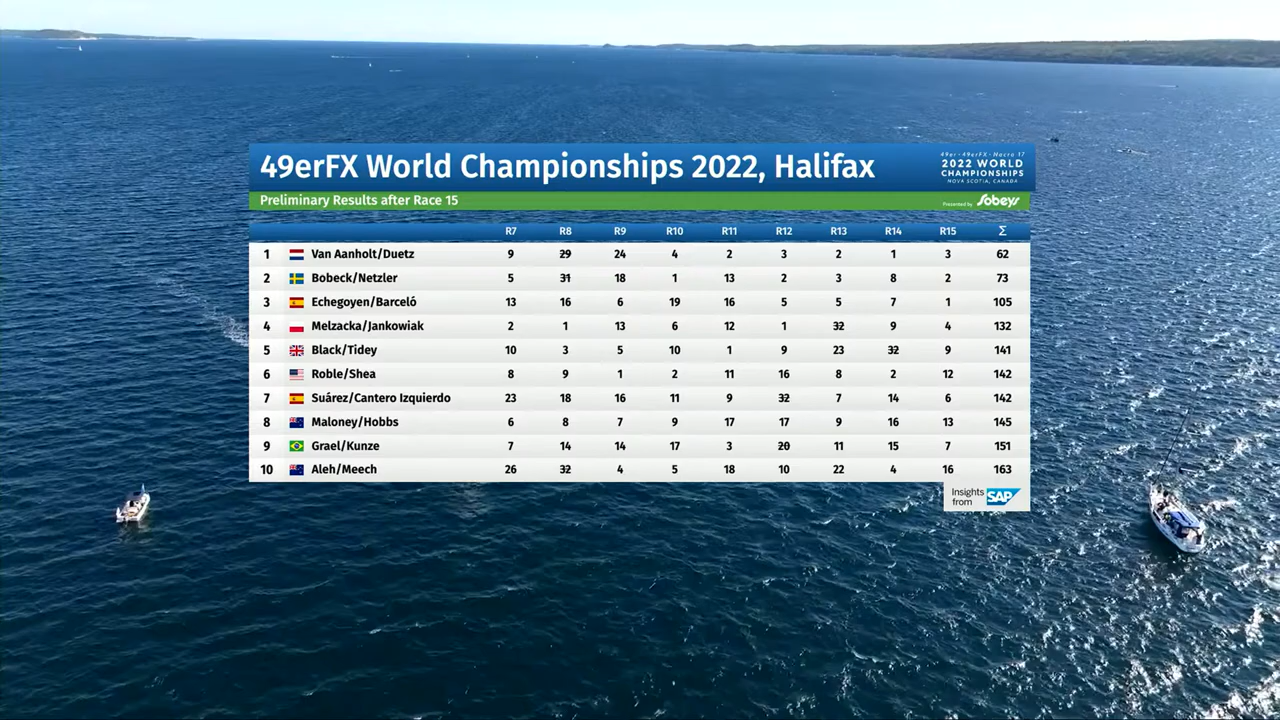 49erFX World Championships 2022, Halifax
49er • 49erFX • Nacra 17
2022 WORLD
CHAMPIONSHIPS
NOVA SCOTIA, CANADA
Preliminary Results after Race 15
Presented by Sobeys
R7 R8 R9 R10 R11 R12 R13 R14 R15 Σ
1 Van Aanholt/Duetz 9 29 24 4 2 3 2 1 3 62
2 Bobeck/Netzler 5 31 18 1 13 2 3 8 2 73
3 Echegoyen/Barceló 13 16 6 19 16 5 5 7 1 105
4 Melzacka/Jankowiak 2 1 13 6 12 1 32 9 4 132
5 Black/Tidey 10 3 5 10 1 9 23 32 9 141
6 Roble/Shea 8 9 1 2 11 16 8 2 12 142
7 Suárez/Cantero Izquierdo 23 18 16 11 9 32 7 14 6 142
8 Maloney/Hobbs 6 8 7 9 17 17 9 16 13 145
9 Grael/Kunze 7 14 14 17 3 20 11 15 7 151
10 Aleh/Meech 26 32 4 5 18 10 22 4 16 163
Insights
from SAP